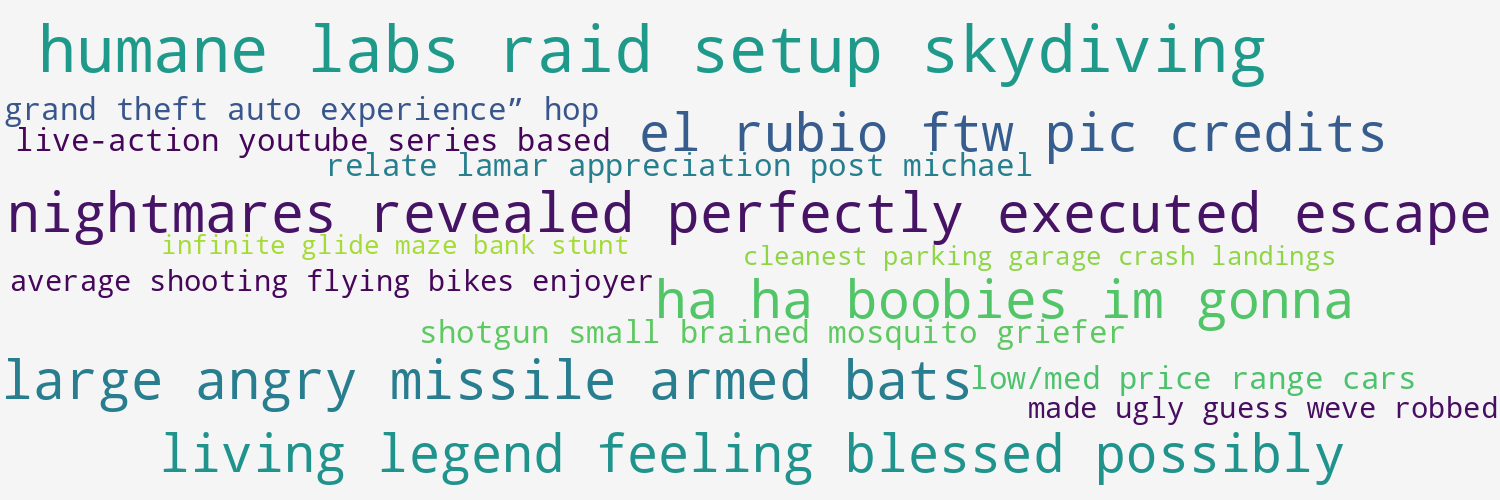 humane labs raid setup skydiving
grand theft auto experience” hop
live-action youtube series based
el rubio ftw pic credits
relate lamar appreciation post michael
nightmares revealed perfectly executed escape
infinite glide maze bank stunt
cleanest parking garage crash landings
average shooting flying bikes enjoyer
ha ha boobies im gonna
shotgun small brained mosquito griefer
large angry missile armed bats
low/med price range cars
made ugly guess weve robbed
living legend feeling blessed possibly